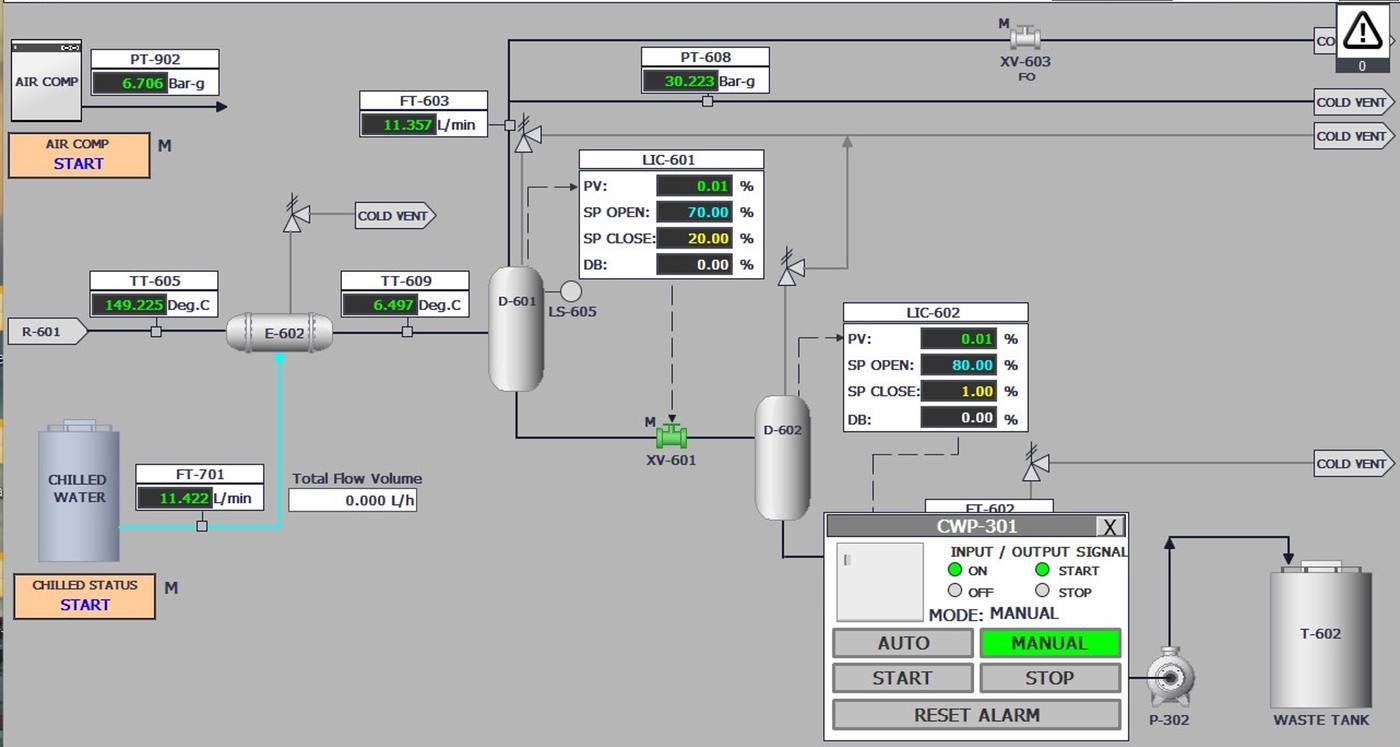 M
XV-603
FO
CO
0
AIR COMP
PT-902
6.706 Bar-g
AIR COMP
START
M
PT-608
30.223 Bar-g
COLD VENT
FT-603
11.357 L/min
COLD VENT
LIC-601
PV: 0.01 %
SP OPEN: 70.00 %
SP CLOSE: 20.00 %
DB: 0.00 %
COLD VENT
TT-605
149.225 Deg.C
TT-609
6.497 Deg.C
R-601
E-602
D-601
LS-605
LIC-602
PV: 0.01 %
SP OPEN: 80.00 %
SP CLOSE: 1.00 %
DB: 0.00 %
M
XV-601
D-602
COLD VENT
CHILLED
WATER
FT-701
11.422 L/min
Total Flow Volume
0.000 L/h
CHILLED STATUS
START
M
FT-602
CWP-301
X
INPUT / OUTPUT SIGNAL
ON START
OFF STOP
MODE: MANUAL
AUTO MANUAL
START STOP
RESET ALARM
P-302
T-602
WASTE TANK